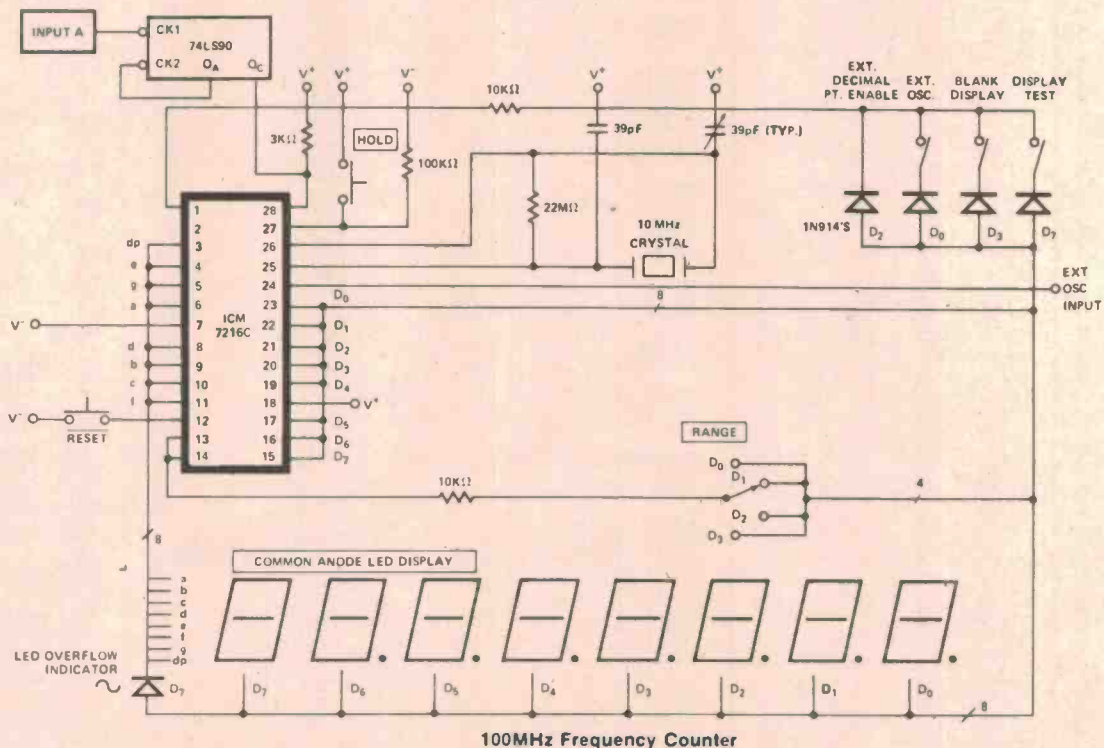 INPUT A
CK1
74LS90
CK2 OA OC
V+ V+ V- V+ V+
EXT. DECIMAL PT. ENABLE
EXT. OSC.
BLANK DISPLAY
DISPLAY TEST
10KΩ
3KΩ
HOLD
100KΩ
39pF
39pF (TYP.)
22MΩ
10 MHz CRYSTAL
1N914'S
D2 D0 D3 D7
EXT OSC INPUT
8
ICM 7216C
1 28
2 27
dp 3 26
e 4 25
g 5 24
a 6 23 D0
V- 7 22 D1
d 8 21 D2
b 9 20 D3
c 10 19 D4
f 11 18 V+
V- 12 17 D5
RESET
13 16 D6
14 15 D7
RANGE
D0
D1
D2
D3
10KΩ
4
8
COMMON ANODE LED DISPLAY
a
b
c
d
e
f
g
dp
LED OVERFLOW INDICATOR
D7 D7 D6 D5 D4 D3 D2 D1 D0
8
100MHz Frequency Counter